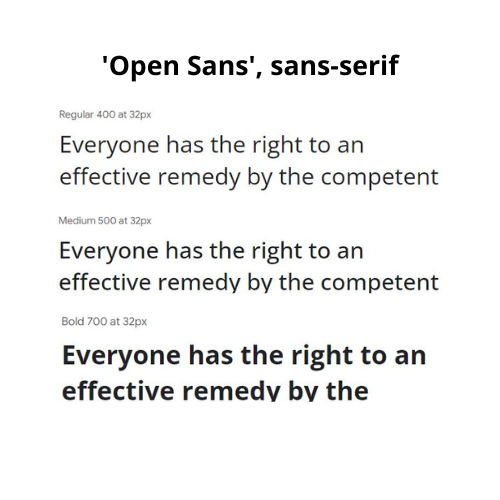 'Open Sans', sans-serif
Regular 400 at 32px
Everyone has the right to an
effective remedy by the competent
Medium 500 at 32px
Everyone has the right to an
effective remedy by the competent
Bold 700 at 32px
Everyone has the right to an
effective remedy by the